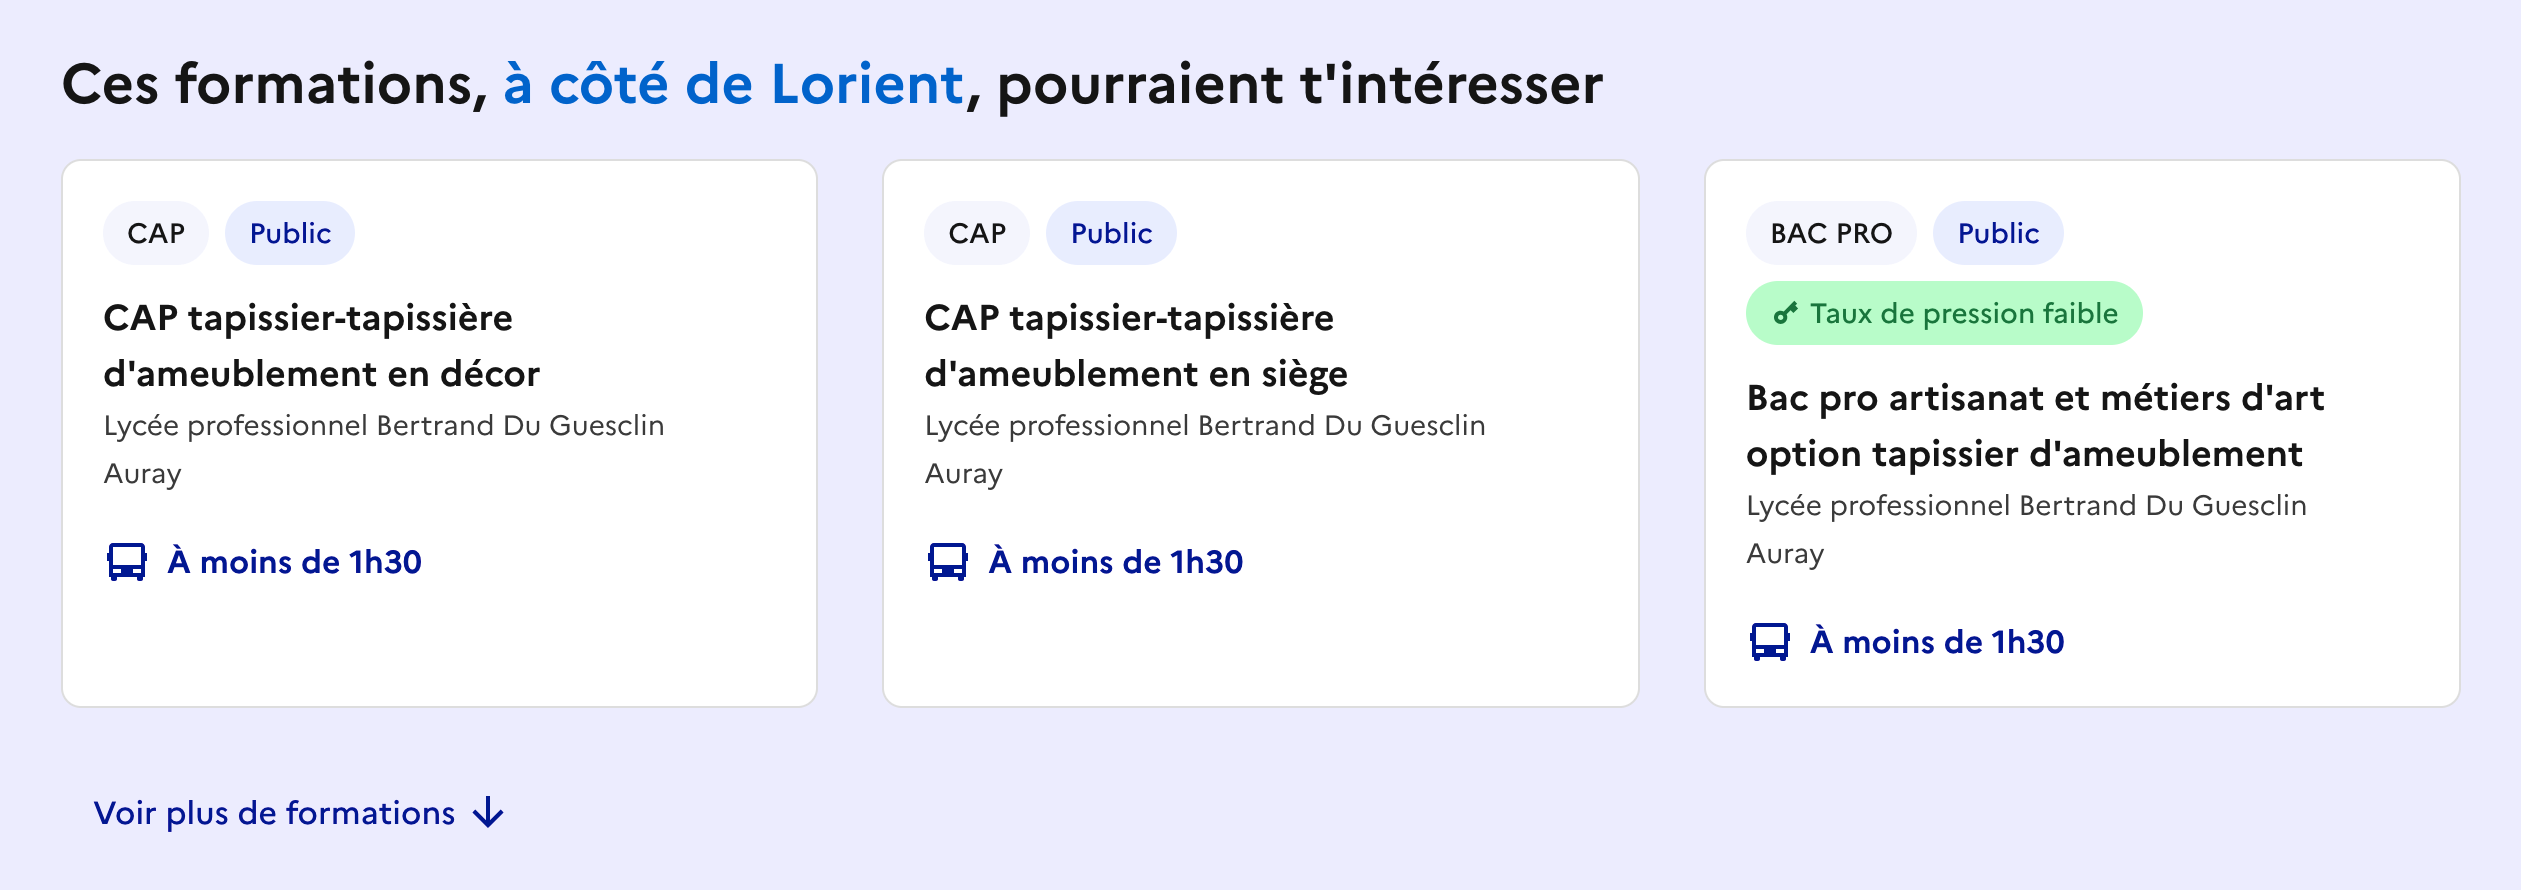 Ces formations, à côté de Lorient, pourraient t'intéresser
CAP
Public
CAP tapissier-tapissière
d'ameublement en décor
Lycée professionnel Bertrand Du Guesclin
Auray
À moins de 1h30
CAP
Public
CAP tapissier-tapissière
d'ameublement en siège
Lycée professionnel Bertrand Du Guesclin
Auray
À moins de 1h30
BAC PRO
Public
Taux de pression faible
Bac pro artisanat et métiers d'art
option tapissier d'ameublement
Lycée professionnel Bertrand Du Guesclin
Auray
À moins de 1h30
Voir plus de formations